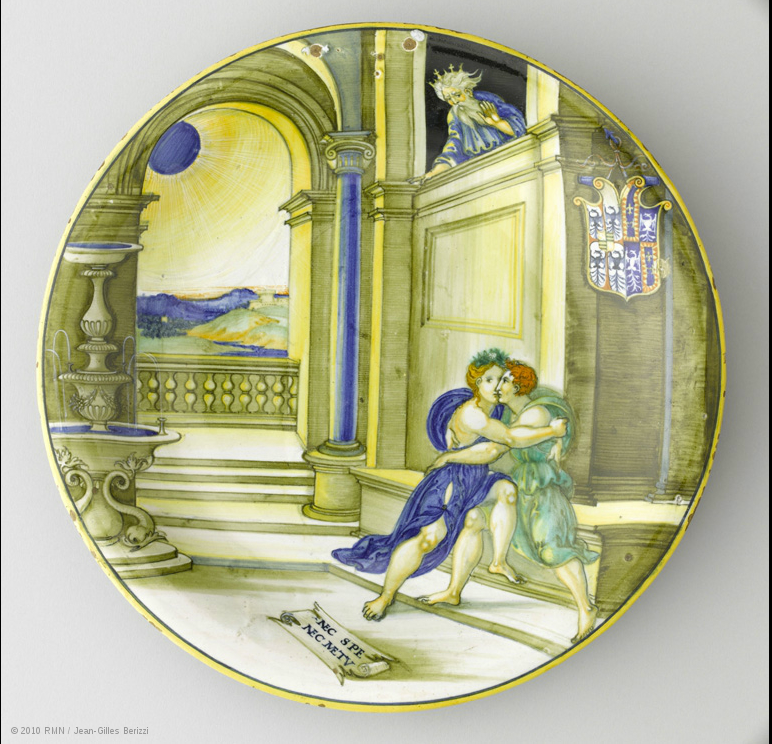 NEC SPE
NEC METV
© 2010 RMN / Jean-Gilles Berizzi